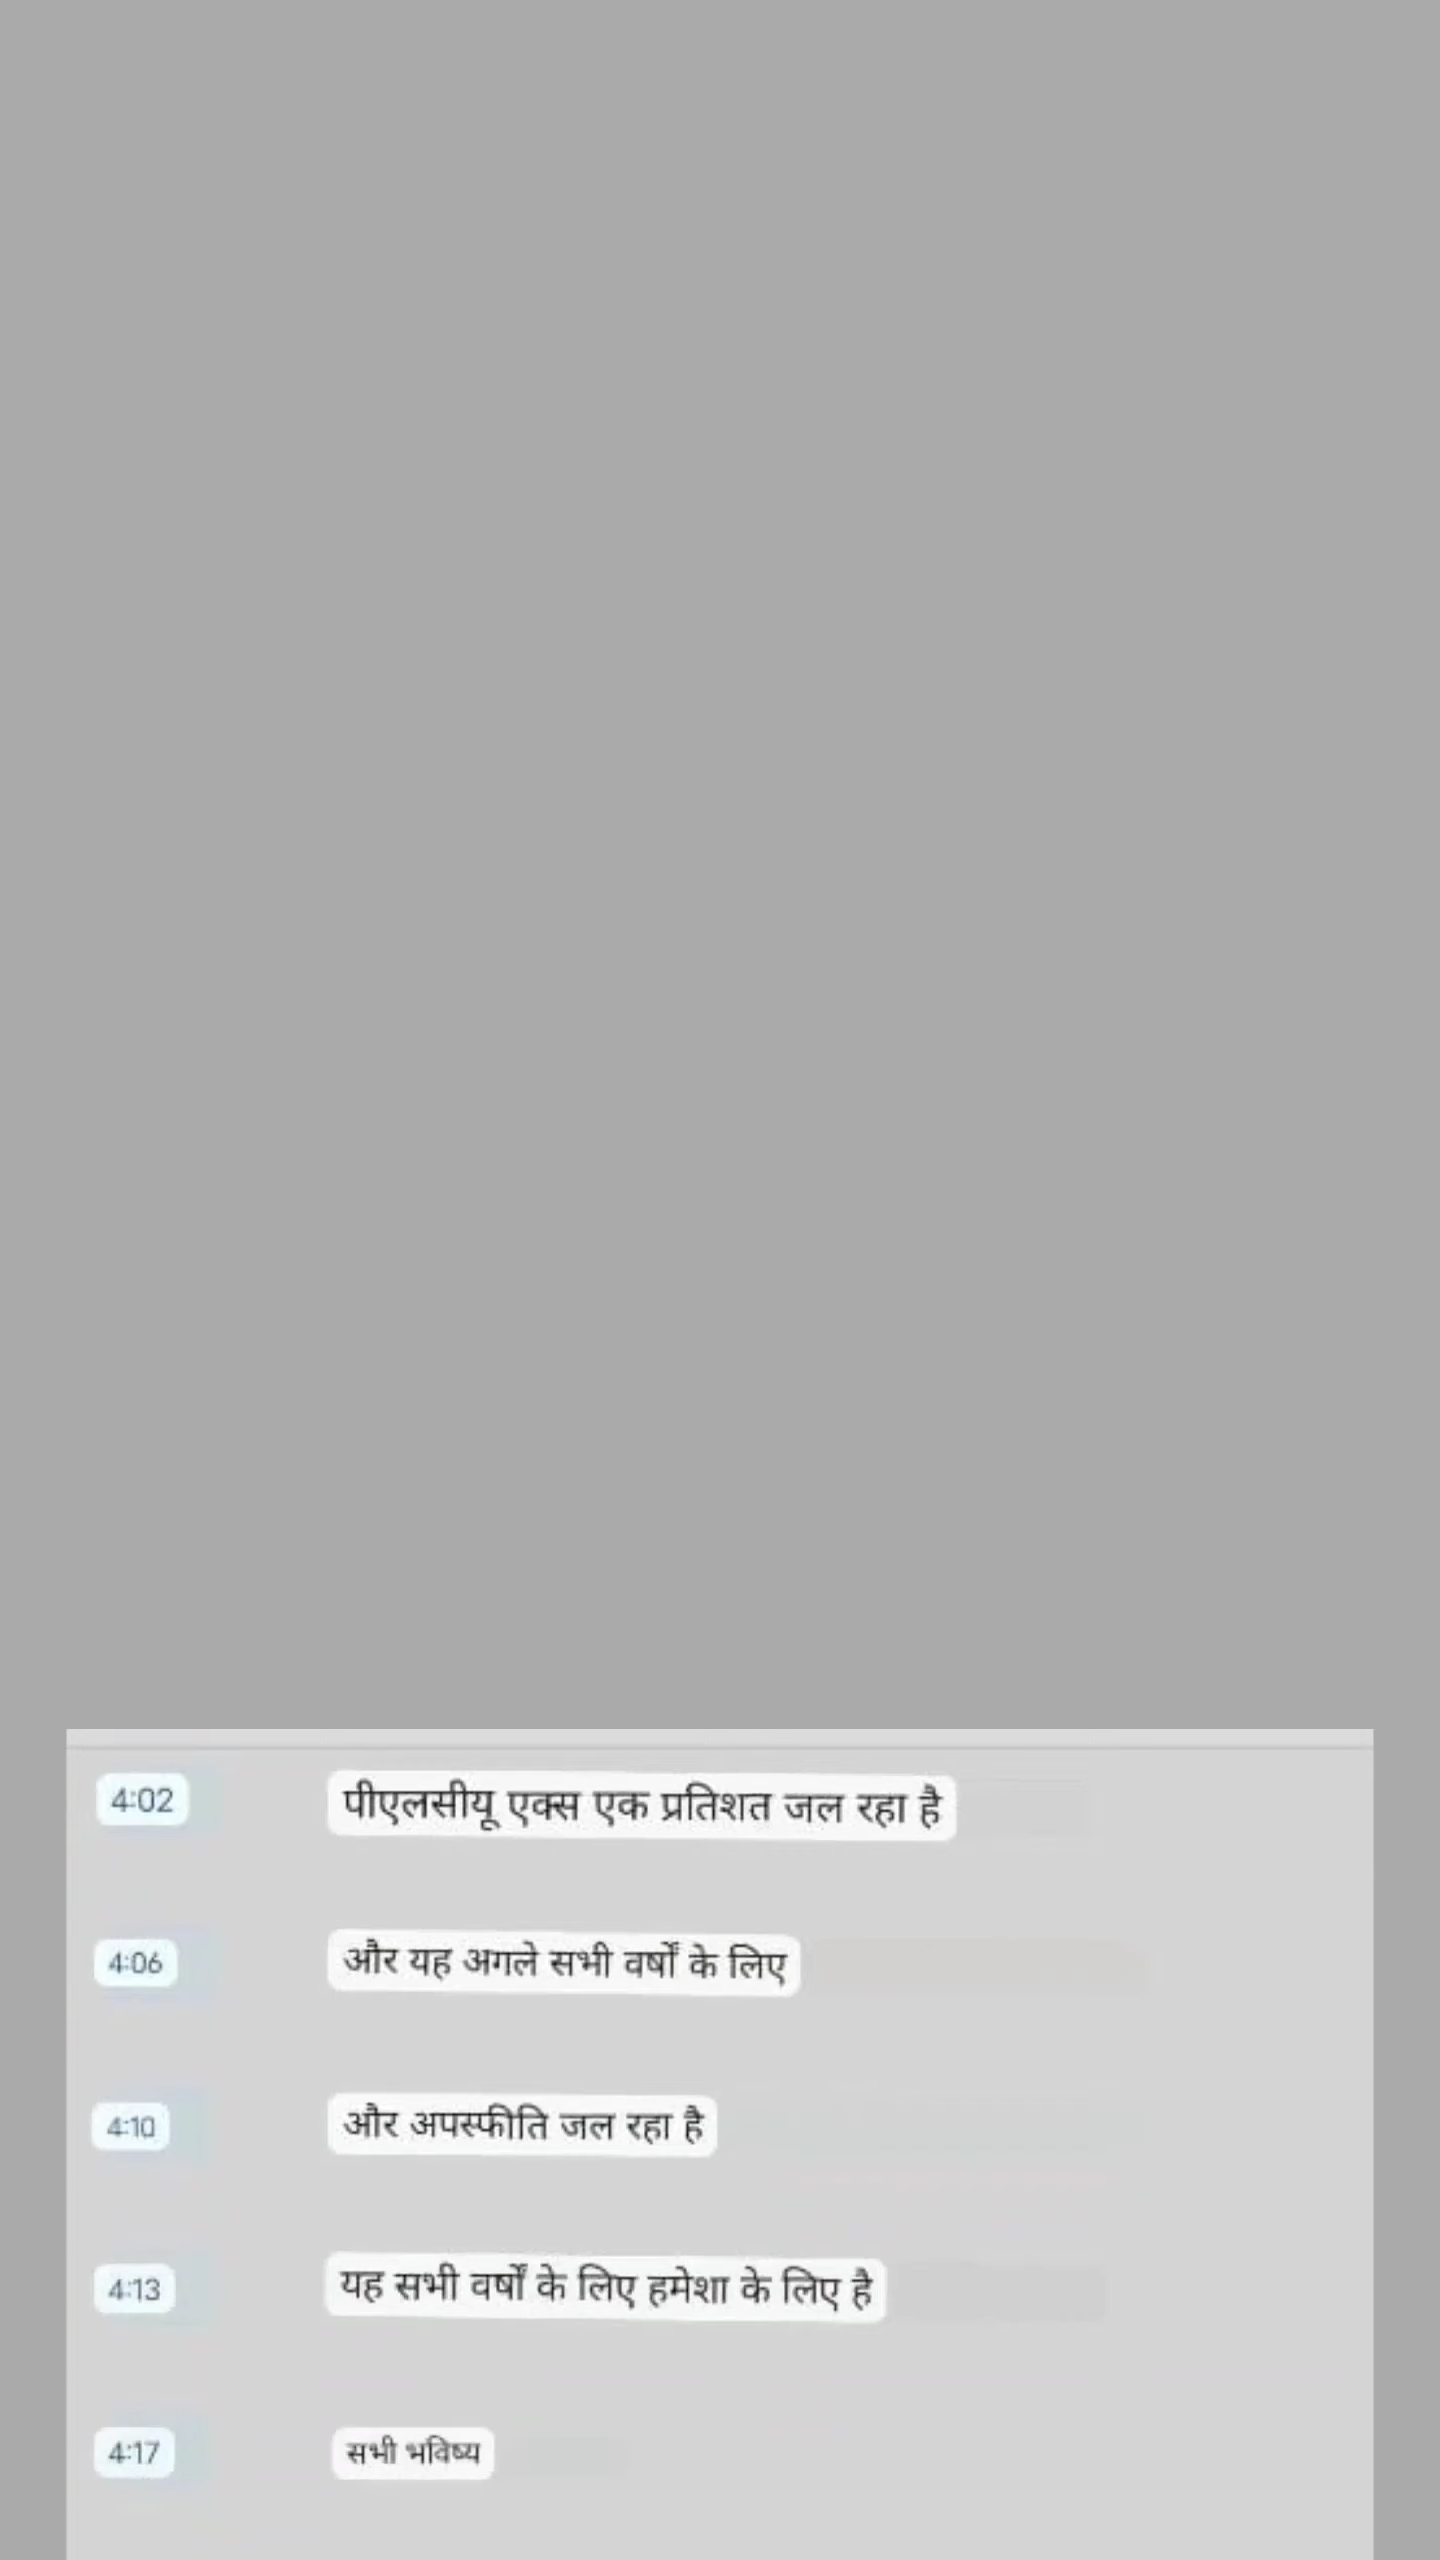 4:02 पीएलसीयू एक्स एक प्रतिशत जल रहा है
4:06 और यह अगले सभी वर्षों के लिए
4:10 और अपस्फीति जल रहा है
4:13 यह सभी वर्षों के लिए हमेशा के लिए है
4:17 सभी भविष्य